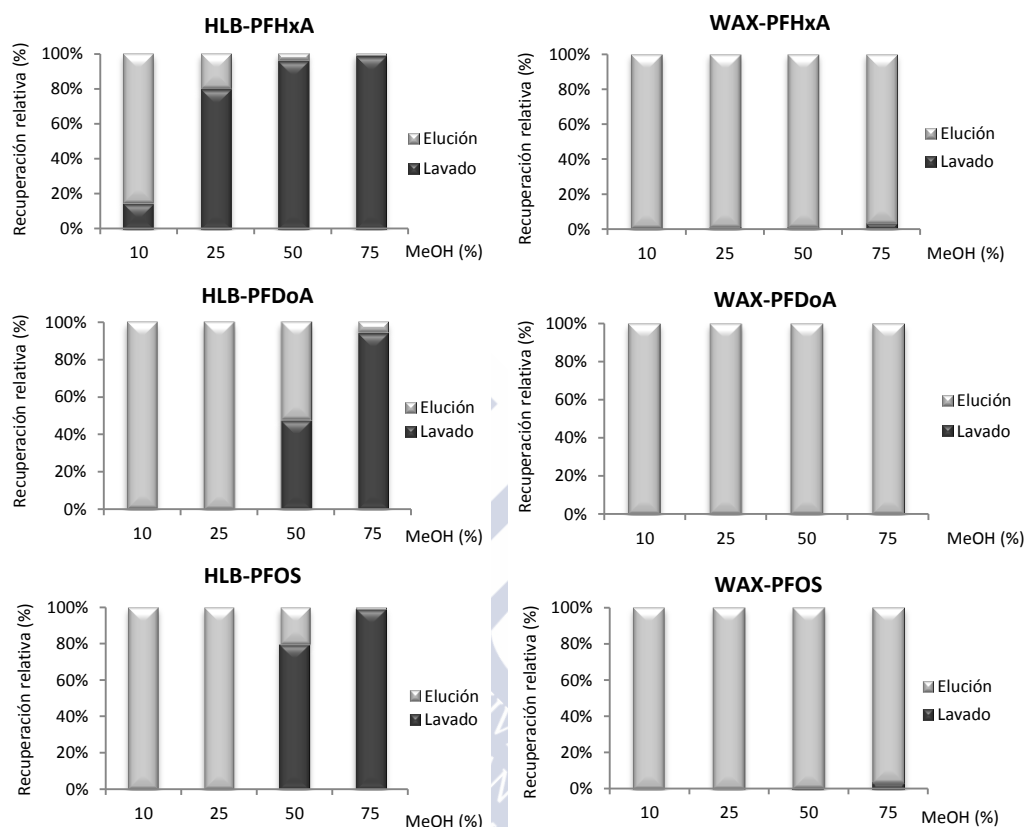 HLB-PFHxA
Recuperación relativa (%)
100%
80%
60%
40%
20%
0%
10 25 50 75 MeOH (%)
Elución
Lavado
WAX-PFHxA
Recuperación relativa (%)
100%
80%
60%
40%
20%
0%
10 25 50 75 MeOH (%)
Elución
Lavado
HLB-PFDoA
Recuperación relativa (%)
100%
80%
60%
40%
20%
0%
10 25 50 75 MeOH (%)
Elución
Lavado
WAX-PFDoA
Recuperación relativa (%)
100%
80%
60%
40%
20%
0%
10 25 50 75 MeOH (%)
Elución
Lavado
HLB-PFOS
Recuperación relativa (%)
100%
80%
60%
40%
20%
0%
10 25 50 75 MeOH (%)
Elución
Lavado
WAX-PFOS
Recuperación relativa (%)
100%
80%
60%
40%
20%
0%
10 25 50 75 MeOH (%)
Elución
Lavado